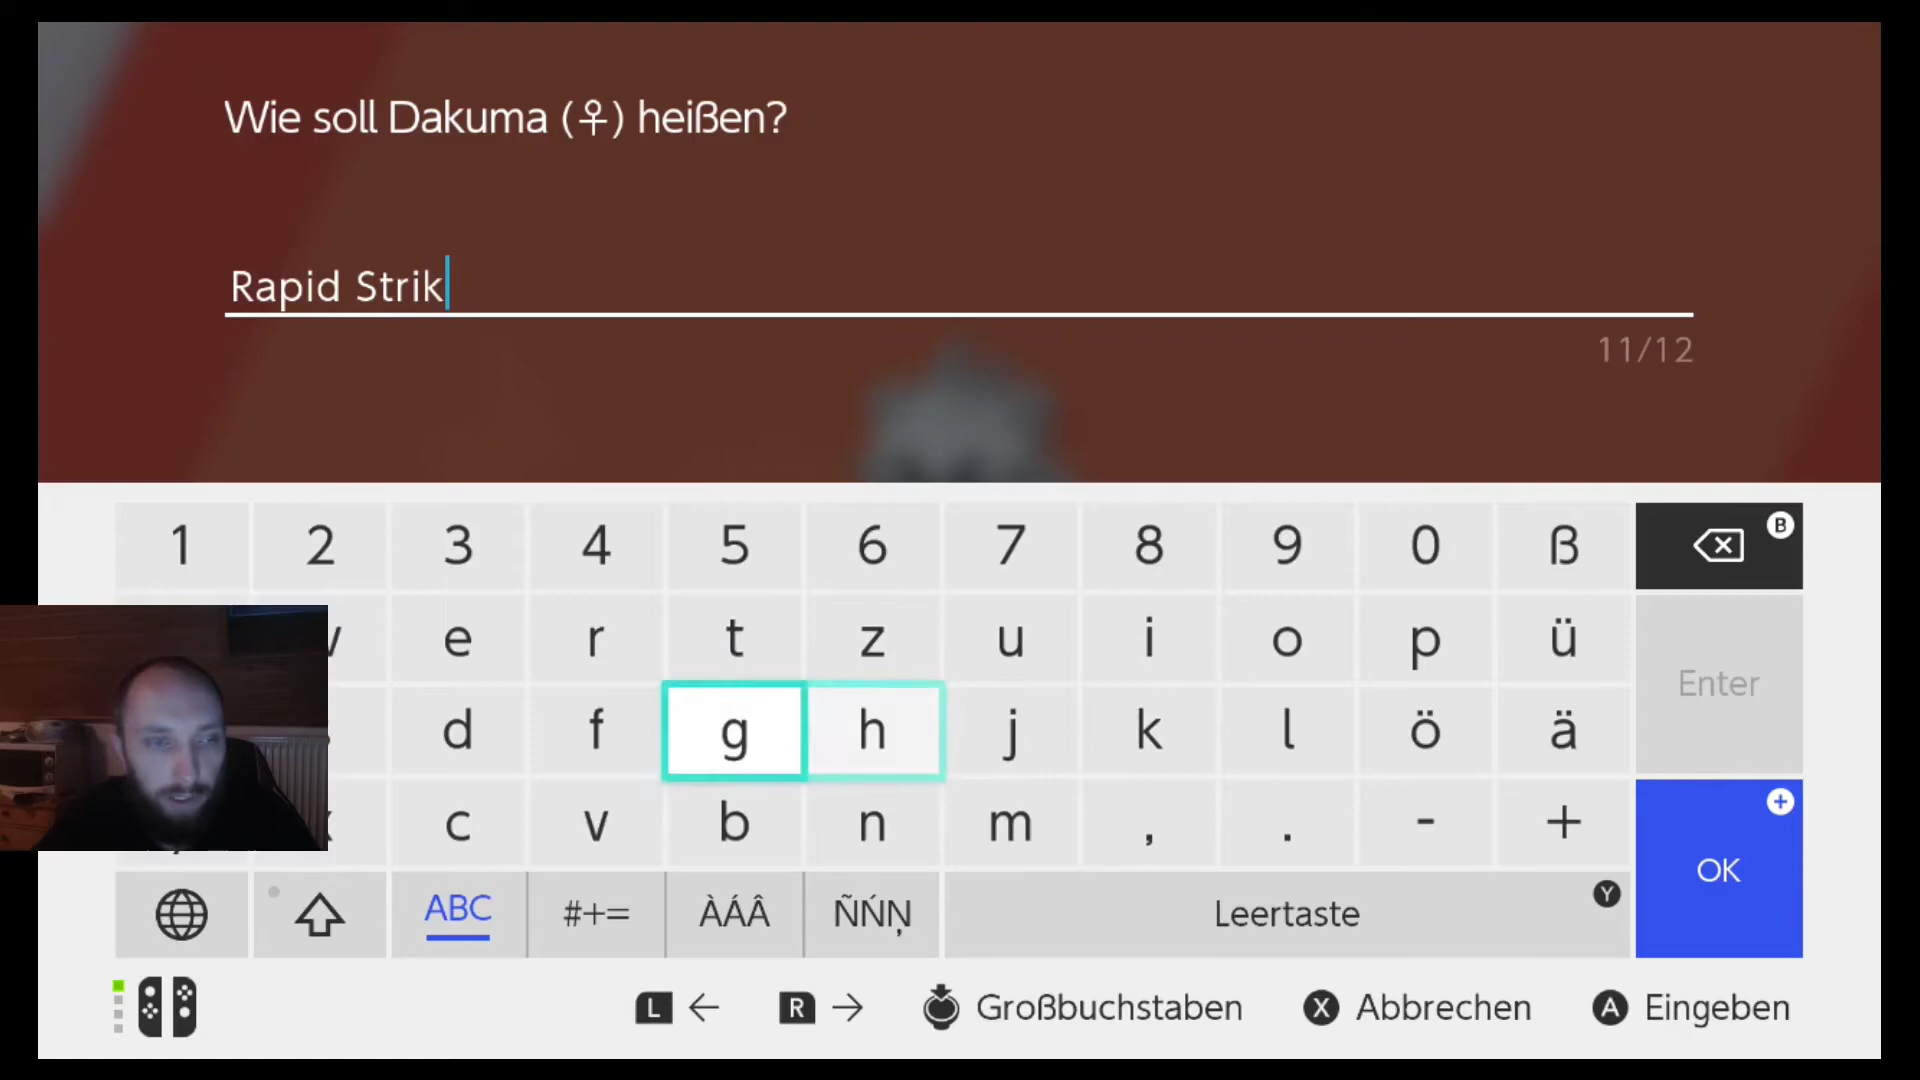 Wie soll Dakuma (♀) heißen?
Rapid Strik
11/12
1 2 3 4 5 6 7 8 9 0 ß B
e r t z u i o p ü Enter
d f g h j k l ö ä
c v b n m , . - + OK
ABC #+= ÀÁÂ ÑŃŅ Leertaste Y
L ← R → Großbuchstaben X Abbrechen A Eingeben